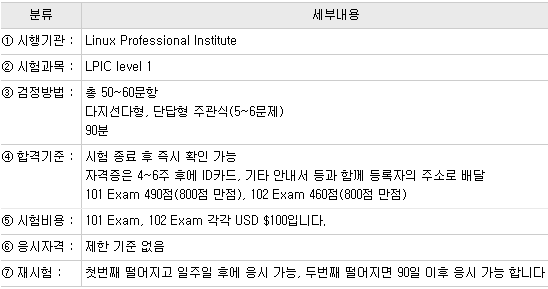 분류 세부내용
① 시행기관 : Linux Professional Institute
② 시험과목 : LPIC level 1
③ 검정방법 : 총 50~60문항
다지선다형, 단답형 주관식(5~6문제)
90분
④ 합격기준 : 시험 종료 후 즉시 확인 가능
자격증은 4~6주 후에 ID카드, 기타 안내서 등과 함께 등록자의 주소로 배달
101 Exam 490점(800점 만점), 102 Exam 460점(800점 만점)
⑤ 시험비용 : 101 Exam, 102 Exam 각각 USD $100입니다.
⑥ 응시자격 : 제한 기준 없음
⑦ 재시험 : 첫번째 떨어지고 일주일 후에 응시 가능, 두번째 떨어지면 90일 이후 응시 가능 합니다